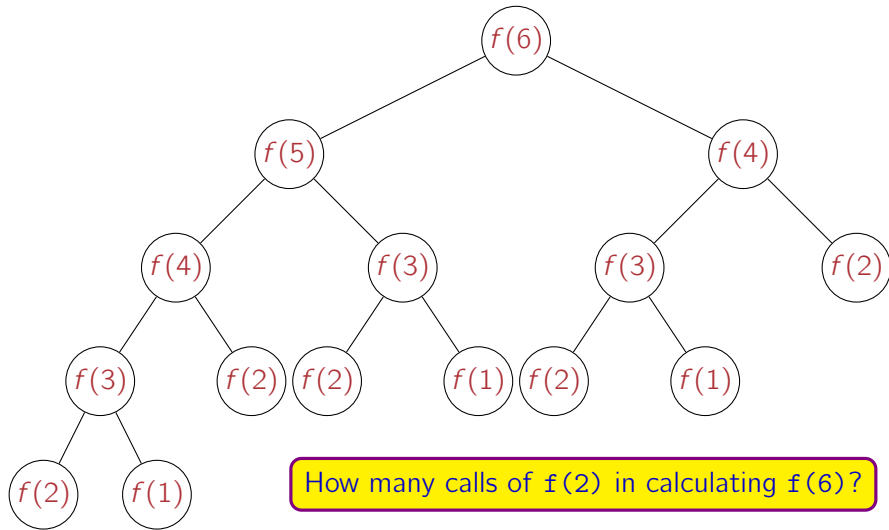 f(6)
f(5) f(4)
f(4) f(3) f(3) f(2)
f(3) f(2) f(2) f(1) f(2) f(1)
f(2) f(1)
How many calls of f(2) in calculating f(6)?